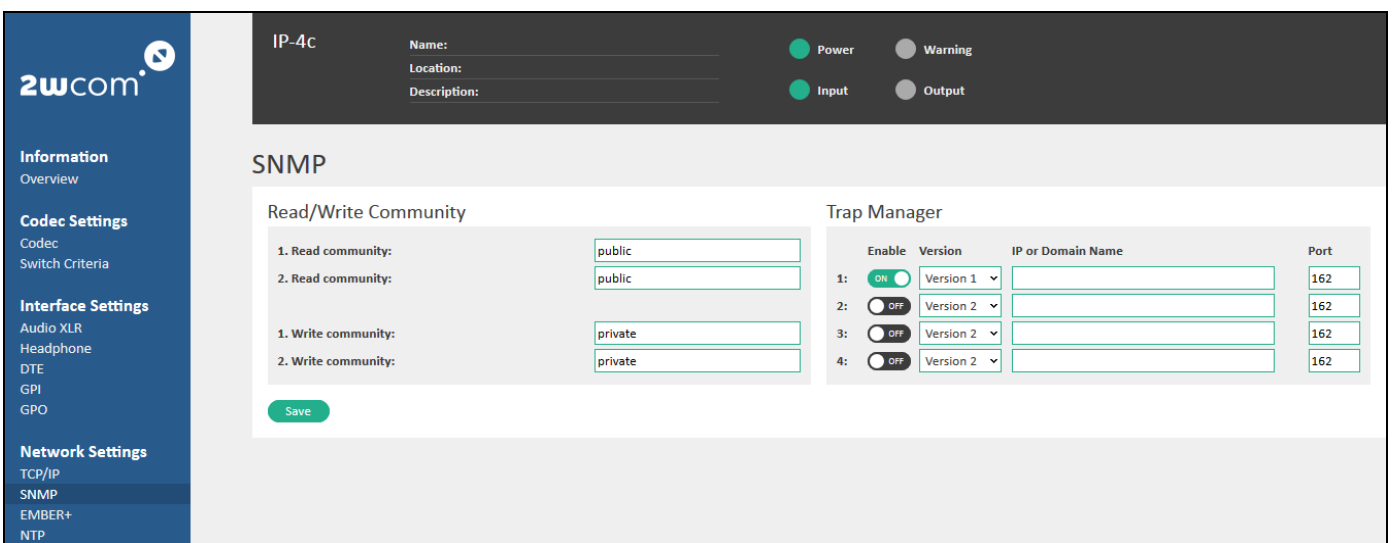 2wcom
Information
Overview
Codec Settings
Codec
Switch Criteria
Interface Settings
Audio XLR
Headphone
DTE
GPI
GPO
Network Settings
TCP/IP
SNMP
EMBER+
NTP
IP-4c
Name:
Location:
Description:
Power
Warning
Input
Output
SNMP
Read/Write Community
1. Read community: public
2. Read community: public
1. Write community: private
2. Write community: private
Save
Trap Manager
Enable Version IP or Domain Name Port
1: ON Version 1 162
2: OFF Version 2 162
3: OFF Version 2 162
4: OFF Version 2 162